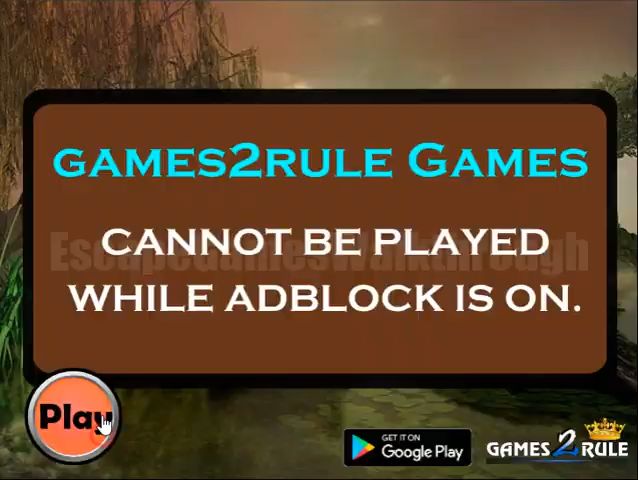 GAMES2RULE GAMES
CANNOT BE PLAYED
EscapeGamesWalkthrough
WHILE ADBLOCK IS ON.
Play
GET IT ON
Google Play
GAMES 2 RULE